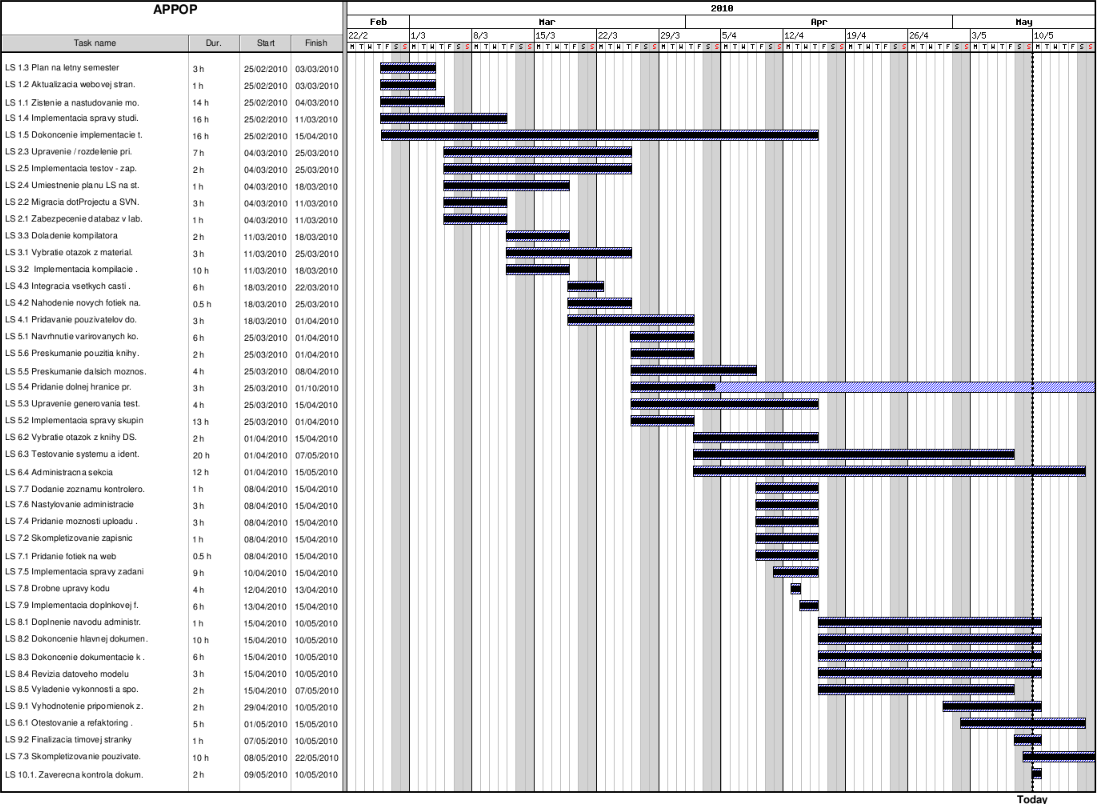 APPOP
2010
Feb Mar Apr May
22/2 1/3 8/3 15/3 22/3 29/3 5/4 12/4 19/4 26/4 3/5 10/5
Task name Dur. Start Finish
M T W T F S S M T W T F S S M T W T F S S M T W T F S S M T W T F S S M T W T F S S M T W T F S S M T W T F S S M T W T F S S M T W T F S S M T W T F S S M T W T F S S
LS 1.3 Plan na letny semester 3 h 25/02/2010 03/03/2010
LS 1.2 Aktualizacia webovej stran. 1 h 25/02/2010 03/03/2010
LS 1.1 Zistenie a nastudovanie mo. 14 h 25/02/2010 04/03/2010
LS 1.4 Implementacia spravy studi. 16 h 25/02/2010 11/03/2010
LS 1.5 Dokoncenie implementacie t. 16 h 25/02/2010 15/04/2010
LS 2.3 Upravenie / rozdelenie pri. 7 h 04/03/2010 25/03/2010
LS 2.5 Implementacia testov - zap. 2 h 04/03/2010 25/03/2010
LS 2.4 Umiestnenie planu LS na st. 1 h 04/03/2010 18/03/2010
LS 2.2 Migracia dotProjectu a SVN. 3 h 04/03/2010 11/03/2010
LS 2.1 Zabezpecenie databaz v lab. 1 h 04/03/2010 11/03/2010
LS 3.3 Doladenie kompilatora 2 h 11/03/2010 18/03/2010
LS 3.1 Vybratie otazok z material. 3 h 11/03/2010 25/03/2010
LS 3.2 Implementacia kompilacie . 10 h 11/03/2010 18/03/2010
LS 4.3 Integracia vsetkych casti . 6 h 18/03/2010 22/03/2010
LS 4.2 Nahodenie novych fotiek na. 0.5 h 18/03/2010 25/03/2010
LS 4.1 Pridavanie pouzivatelov do. 3 h 18/03/2010 01/04/2010
LS 5.1 Navrhnutie varirovanych ko. 6 h 25/03/2010 01/04/2010
LS 5.6 Preskumanie pouzitia knihy. 2 h 25/03/2010 01/04/2010
LS 5.5 Preskumanie dalsich moznos. 4 h 25/03/2010 08/04/2010
LS 5.4 Pridanie dolnej hranice pr. 3 h 25/03/2010 01/10/2010
LS 5.3 Upravenie generovania test. 4 h 25/03/2010 15/04/2010
LS 5.2 Implementacia spravy skupin 13 h 25/03/2010 01/04/2010
LS 6.2 Vybratie otazok z knihy DS. 2 h 01/04/2010 15/04/2010
LS 6.3 Testovanie systemu a ident. 20 h 01/04/2010 07/05/2010
LS 6.4 Administracna sekcia 12 h 01/04/2010 15/05/2010
LS 7.7 Dodanie zoznamu kontrolero. 1 h 08/04/2010 15/04/2010
LS 7.6 Nastylovanie administracie 3 h 08/04/2010 15/04/2010
LS 7.4 Pridanie moznosti uploadu . 3 h 08/04/2010 15/04/2010
LS 7.2 Skompletizovanie zapisnic 1 h 08/04/2010 15/04/2010
LS 7.1 Pridanie fotiek na web 0.5 h 08/04/2010 15/04/2010
LS 7.5 Implementacia spravy zadani 9 h 10/04/2010 15/04/2010
LS 7.8 Drobne upravy kodu 4 h 12/04/2010 13/04/2010
LS 7.9 Implementacia doplnkovej f. 6 h 13/04/2010 15/04/2010
LS 8.1 Doplnenie navodu administr. 1 h 15/04/2010 10/05/2010
LS 8.2 Dokoncenie hlavnej dokumen. 10 h 15/04/2010 10/05/2010
LS 8.3 Dokoncenie dokumentacie k . 6 h 15/04/2010 10/05/2010
LS 8.4 Revizia datoveho modelu 3 h 15/04/2010 10/05/2010
LS 8.5 Vyladenie vykonnosti a spo. 2 h 15/04/2010 07/05/2010
LS 9.1 Vyhodnotenie pripomienok z. 2 h 29/04/2010 10/05/2010
LS 6.1 Otestovanie a refaktoring . 5 h 01/05/2010 15/05/2010
LS 9.2 Finalizacia timovej stranky 1 h 07/05/2010 10/05/2010
LS 7.3 Skompletizovanie pouzivate. 10 h 08/05/2010 22/05/2010
LS 10.1. Zaverecna kontrola dokum. 2 h 09/05/2010 10/05/2010
Today